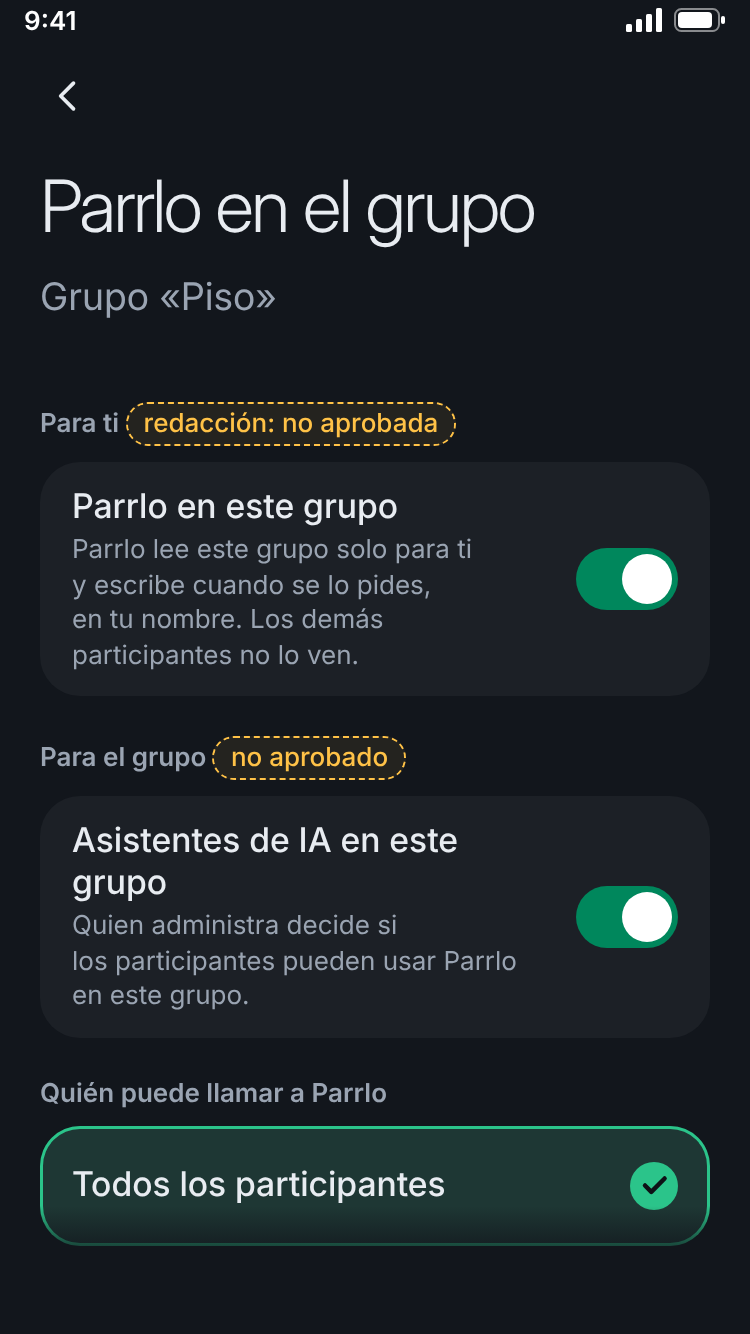 9:41
Parrlo en el grupo
Grupo «Piso»
Para ti redacción: no aprobada
Parrlo en este grupo
Parrlo lee este grupo solo para ti
y escribe cuando se lo pides,
en tu nombre. Los demás
participantes no lo ven.
Para el grupo no aprobado
Asistentes de IA en este
grupo
Quien administra decide si
los participantes pueden usar Parrlo
en este grupo.
Quién puede llamar a Parrlo
Todos los participantes